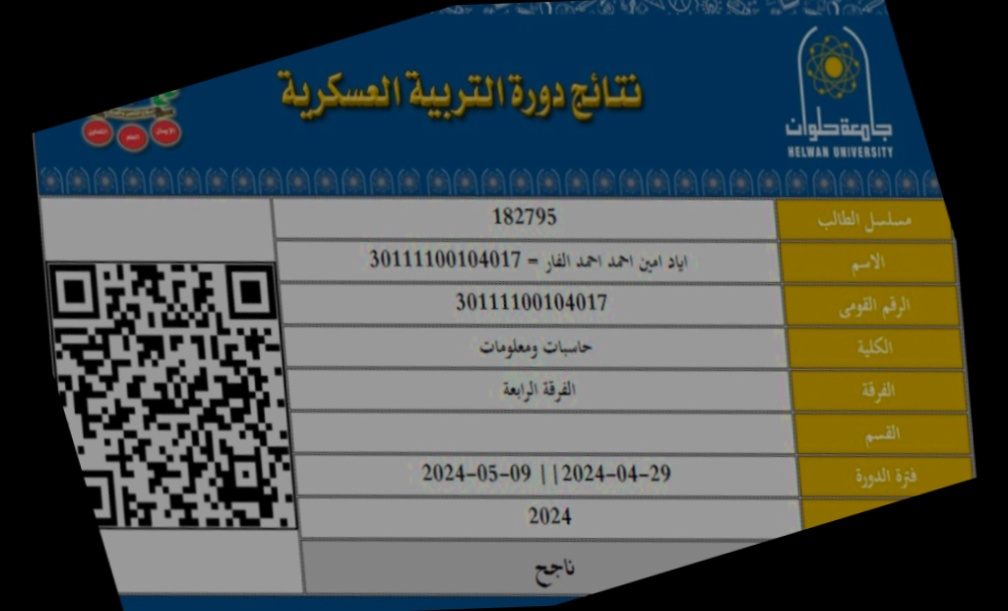 نتائج دورة التربية العسكرية
جامعة حلوان
HELWAN UNIVERSITY
الإيمان العلم التعاون
مسلسل الطالب 182795
الاسم اياد امين احمد احمد الفار - 30111100104017
الرقم القومى 30111100104017
الكلية حاسبات ومعلومات
الفرقة الفرقة الرابعة
القسم
فترة الدورة 2024-04-29 || 2024-05-09
2024
ناجح